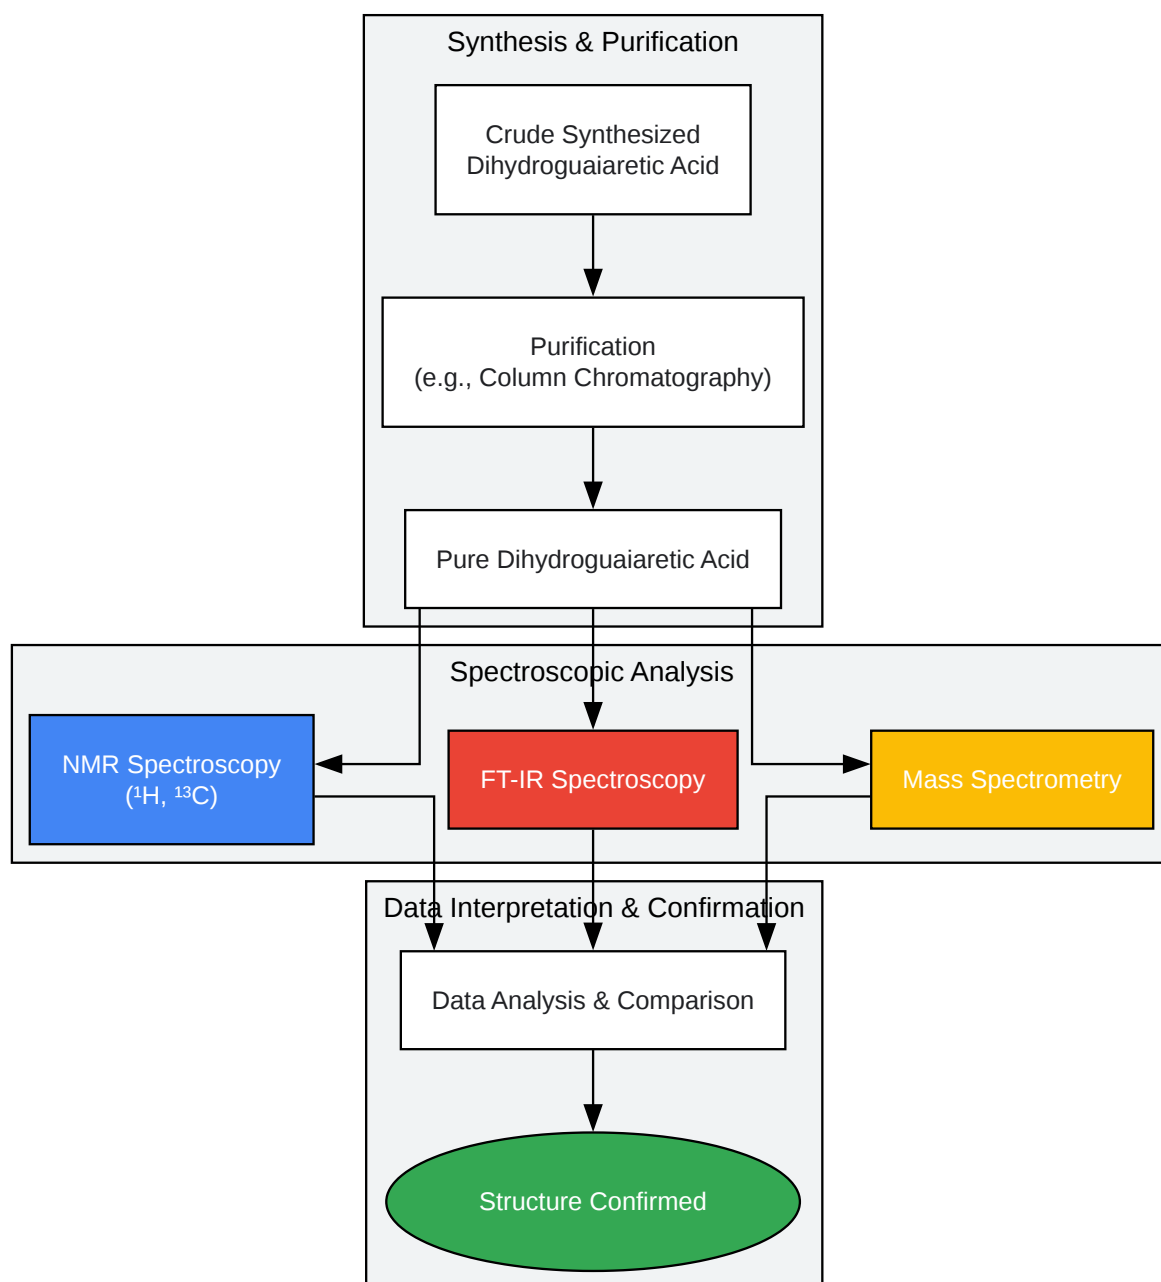 Synthesis & Purification
Crude Synthesized
Dihydroguaiaretic Acid
Purification
(e.g., Column Chromatography)
Pure Dihydroguaiaretic Acid
Spectroscopic Analysis
NMR Spectroscopy
(¹H, ¹³C)
FT-IR Spectroscopy
Mass Spectrometry
Data Interpretation & Confirmation
Data Analysis & Comparison
Structure Confirmed